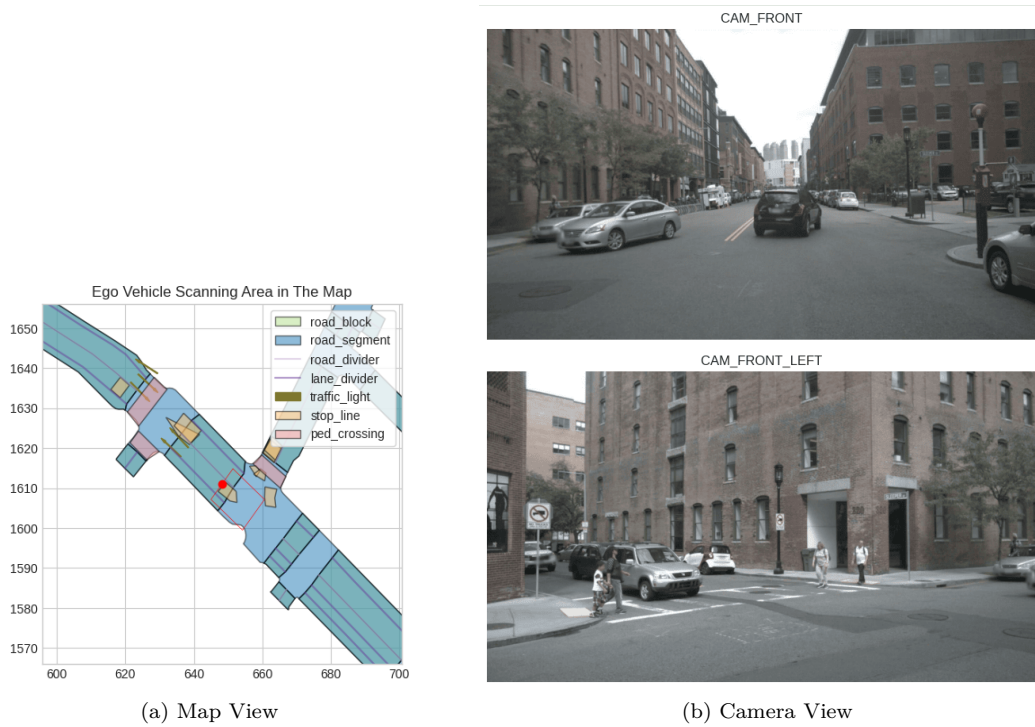 CAM_FRONT
Ego Vehicle Scanning Area in The Map
1650
1640
1630
1620
1610
1600
1590
1580
1570
600
620
640
660
680
700
road_block
road_segment
road_divider
lane_divider
traffic_light
stop_line
ped_crossing
CAM_FRONT_LEFT
(a) Map View
(b) Camera View